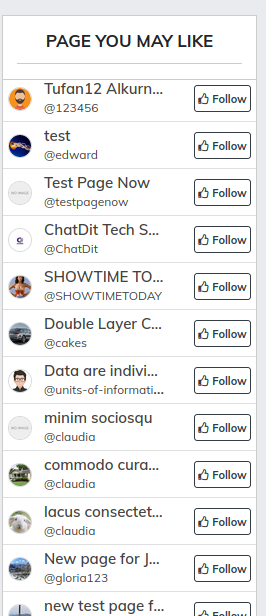 PAGE YOU MAY LIKE
Tufan12 Alkurn...
@123456
Follow
test
@edward
Follow
Test Page Now
@testpagenow
Follow
ChatDit Tech S...
@ChatDit
Follow
SHOWTIME TO...
@SHOWTIMETODAY
Follow
Double Layer C...
@cakes
Follow
Data are indivi...
@units-of-informati...
Follow
minim sociosqu
@claudia
Follow
commodo cura...
@claudia
Follow
lacus consectet...
@claudia
Follow
New page for J...
@gloria123
Follow
new test page f...
Follow